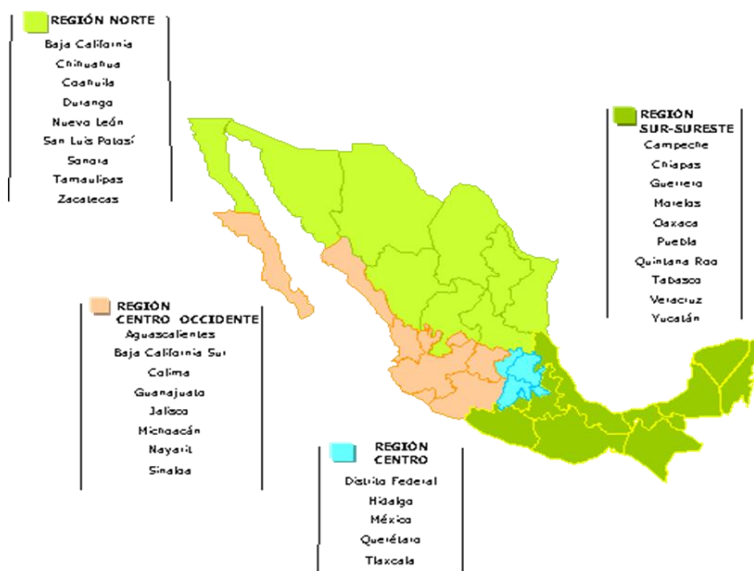 REGIÓN NORTE
Baja California
Chihuahua
Coahuila
Durango
Nuevo León
San Luis Potosí
Sonora
Tamaulipas
Zacatecas
REGIÓN
SUR-SURESTE
Campeche
Chiapas
Guerrero
Morelos
Oaxaca
Puebla
Quintana Roo
Tabasco
Veracruz
Yucatán
REGIÓN
CENTRO OCCIDENTE
Aguascalientes
Baja California Sur
Colima
Guanajuato
Jalisco
Michoacán
Nayarit
Sinaloa
REGIÓN
CENTRO
Distrito Federal
Hidalgo
México
Querétaro
Tlaxcala